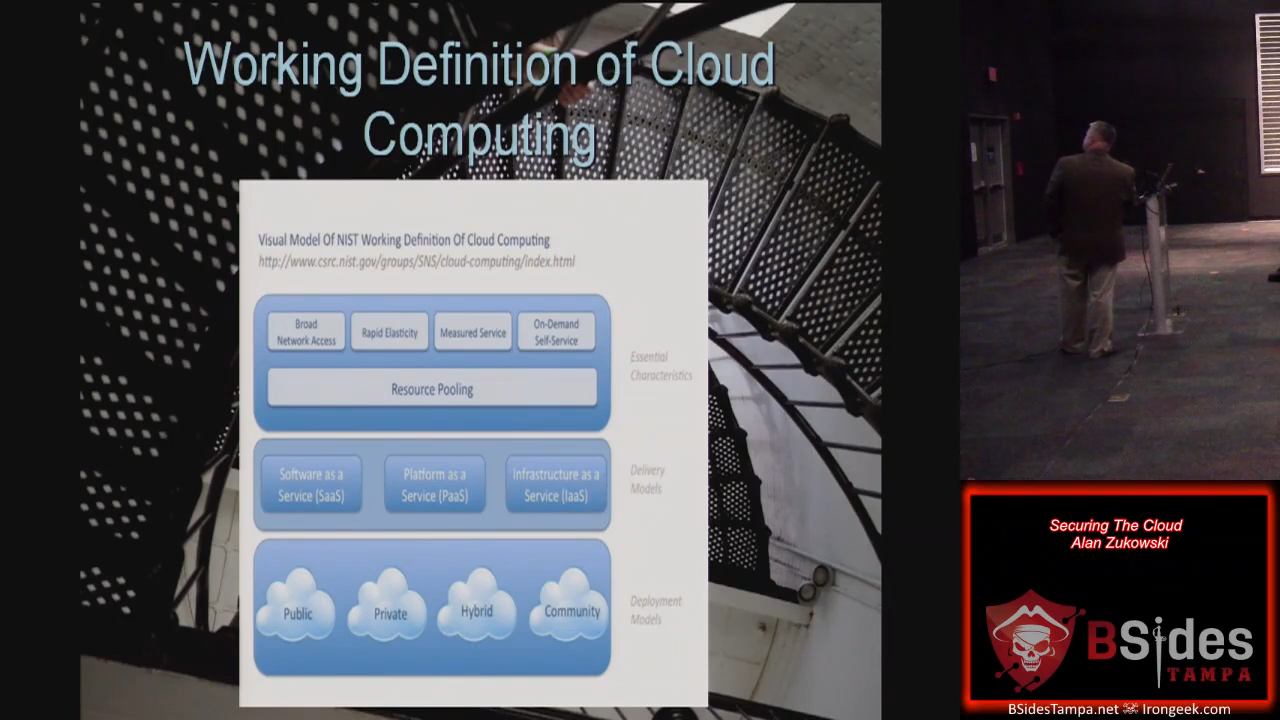 Working Definition of Cloud
Computing
Visual Model Of NIST Working Definition Of Cloud Computing
http://www.csrc.nist.gov/groups/SNS/cloud-computing/index.html
Broad
Network Access
Rapid Elasticity
Measured Service
On-Demand
Self-Service
Resource Pooling
Essential
Characteristics
Software as a
Service (SaaS)
Platform as a
Service (PaaS)
Infrastructure as a
Service (IaaS)
Delivery
Models
Public
Private
Hybrid
Community
Deployment
Models
Securing The Cloud
Alan Zukowski
BSides
TAMPA
BSidesTampa.net Irongeek.com